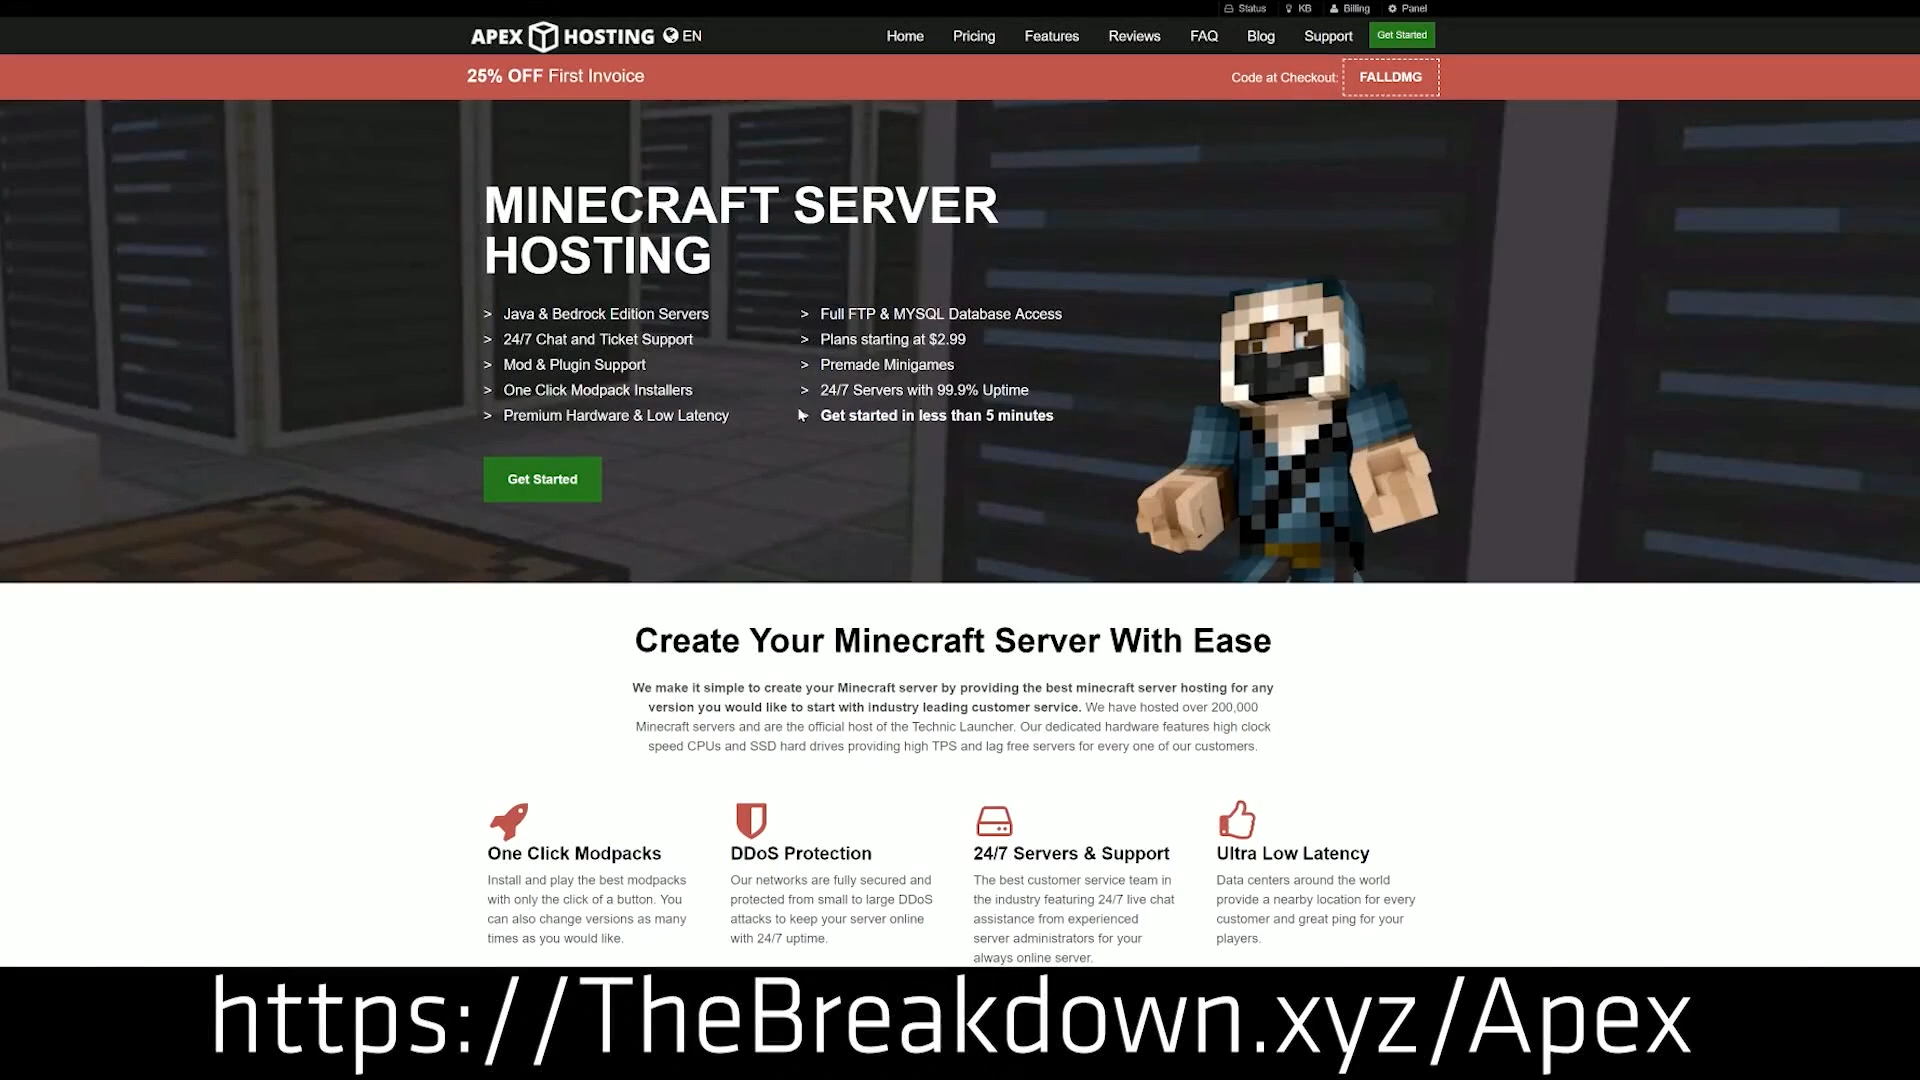 Status KB Billing Panel
APEX HOSTING EN Home Pricing Features Reviews FAQ Blog Support Get Started
25% OFF First Invoice Code at Checkout: FALLDMG
MINECRAFT SERVER
HOSTING
> Java & Bedrock Edition Servers
> 24/7 Chat and Ticket Support
> Mod & Plugin Support
> One Click Modpack Installers
> Premium Hardware & Low Latency
> Full FTP & MYSQL Database Access
> Plans starting at $2.99
> Premade Minigames
> 24/7 Servers with 99.9% Uptime
Get started in less than 5 minutes
Get Started
Create Your Minecraft Server With Ease
We make it simple to create your Minecraft server by providing the best minecraft server hosting for any
version you would like to start with industry leading customer service. We have hosted over 200,000
Minecraft servers and are the official host of the Technic Launcher. Our dedicated hardware features high clock
speed CPUs and SSD hard drives providing high TPS and lag free servers for every one of our customers.
One Click Modpacks
Install and play the best modpacks
with only the click of a button. You
can also change versions as many
times as you would like.
DDoS Protection
Our networks are fully secured and
protected from small to large DDoS
attacks to keep your server online
with 24/7 uptime.
24/7 Servers & Support
The best customer service team in
the industry featuring 24/7 live chat
assistance from experienced
server administrators for your
always online server.
Ultra Low Latency
Data centers around the world
provide a nearby location for every
customer and great ping for your
players.
https://TheBreakdown.xyz/Apex